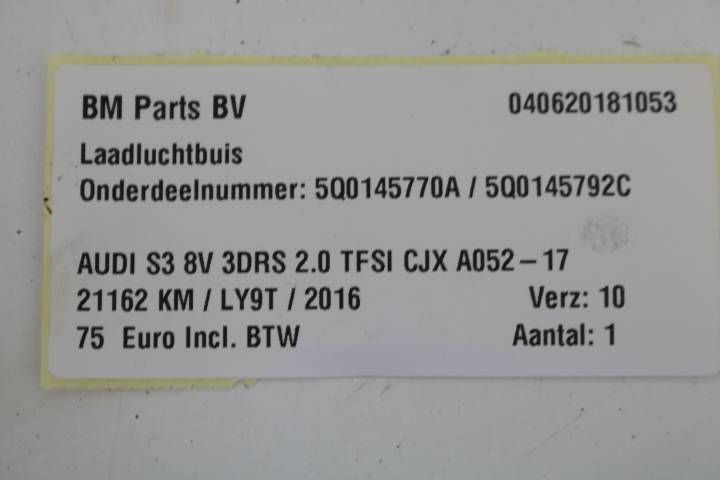 BM Parts BV 040620181053
Laadluchtbuis
Onderdeelnummer: 5Q0145770A / 5Q0145792C
AUDI S3 8V 3DRS 2.0 TFSI CJX A052-17
21162 KM / LY9T / 2016 Verz: 10
75 Euro Incl. BTW Aantal: 1